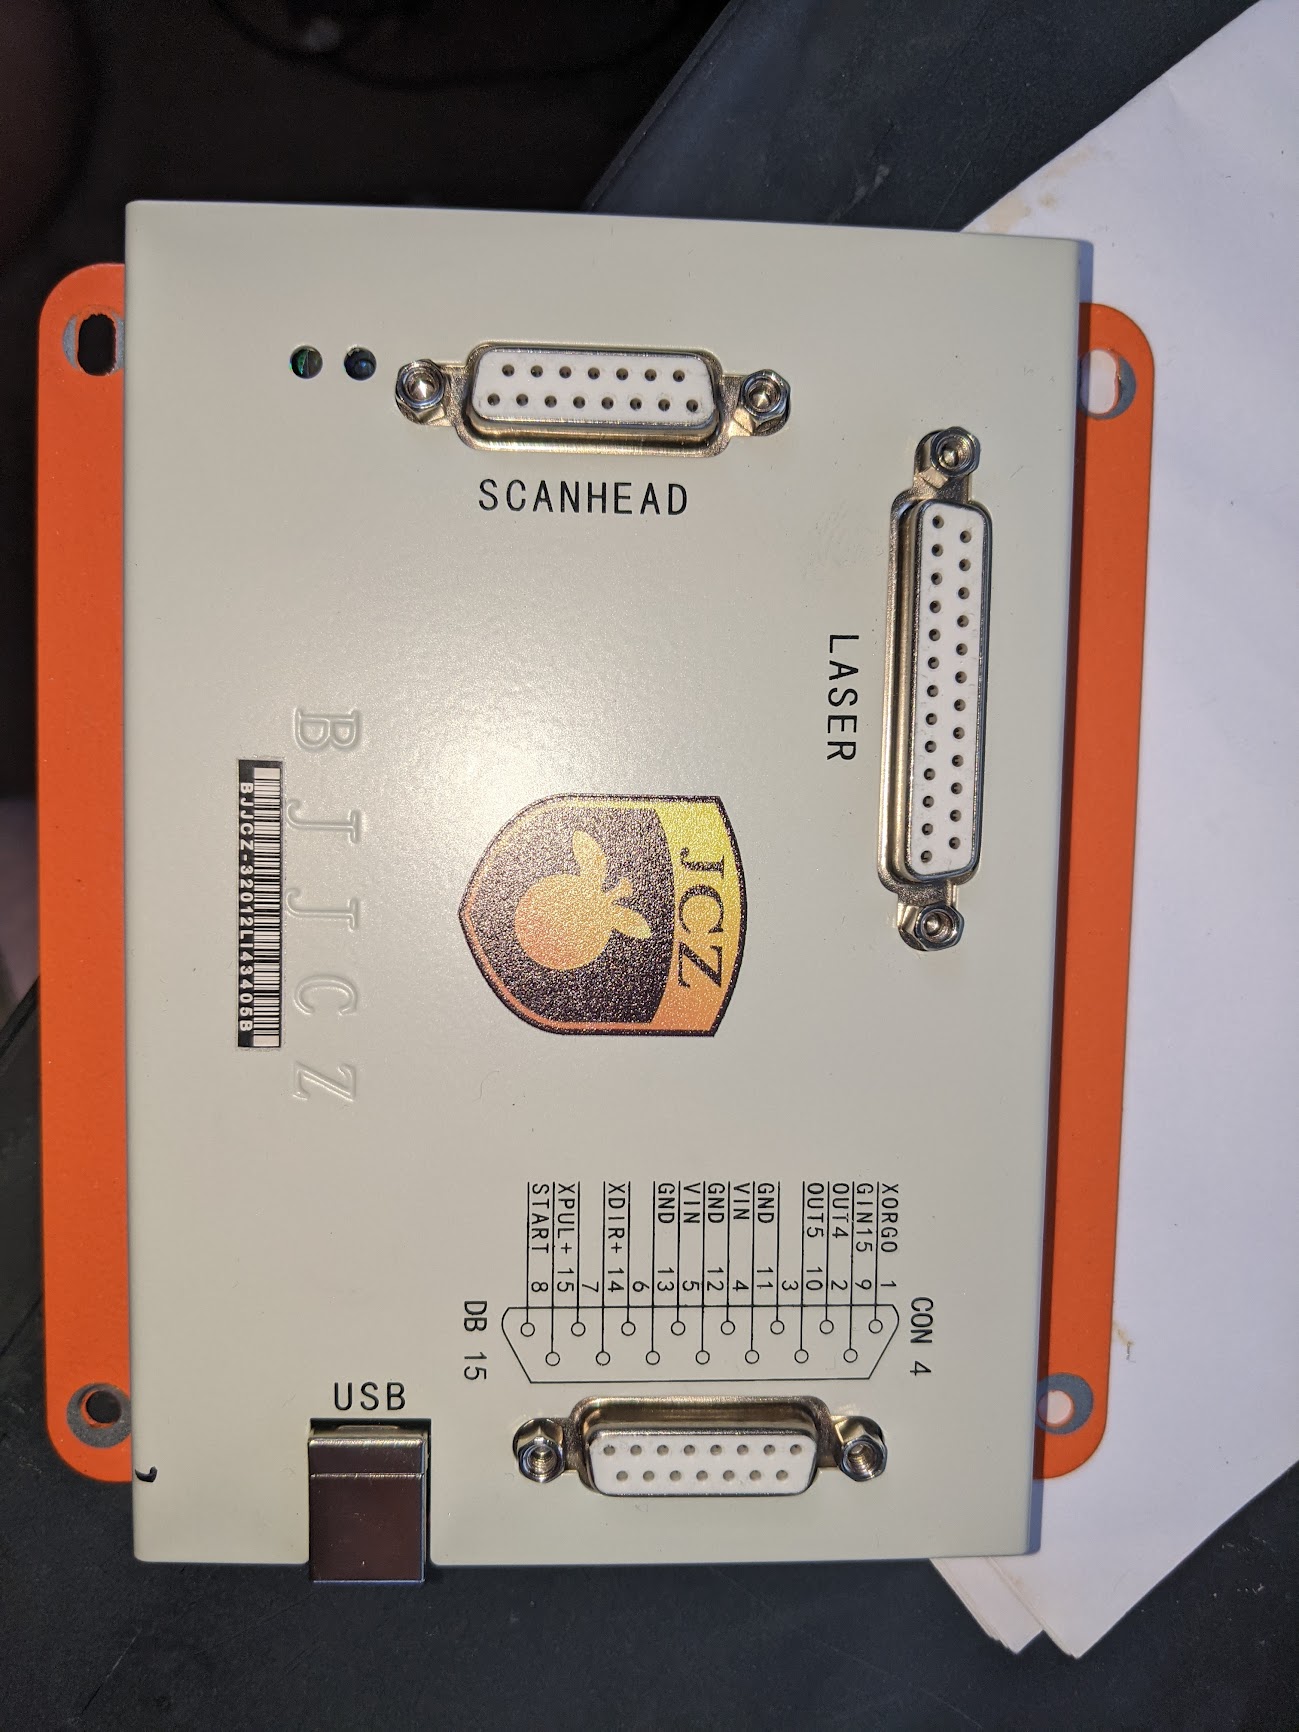 SCANHEAD
LASER
BJJCZ
BJJCZ-32012LI43405B
JCZ
CON 4
XORG0 1
GIN15 9
OUT4 2
OUT5 10
3
GND 11
VIN 4
GND 12
VIN 5
GND 13
6
XDIR+ 14
7
XPUL+ 15
START 8
DB 15
USB